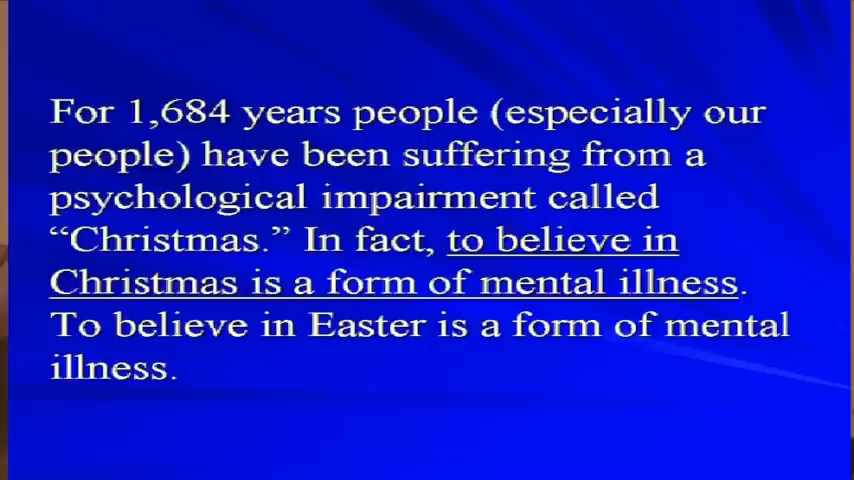 For 1,684 years people (especially our
people) have been suffering from a
psychological impairment called
“Christmas.” In fact, to believe in
Christmas is a form of mental illness.
To believe in Easter is a form of mental
illness.